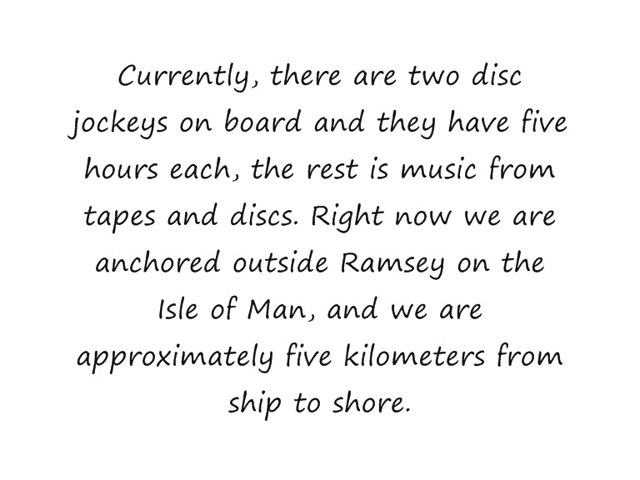 Currently, there are two disc
jockeys on board and they have five
hours each, the rest is music from
tapes and discs. Right now we are
anchored outside Ramsey on the
Isle of Man, and we are
approximately five kilometers from
ship to shore.